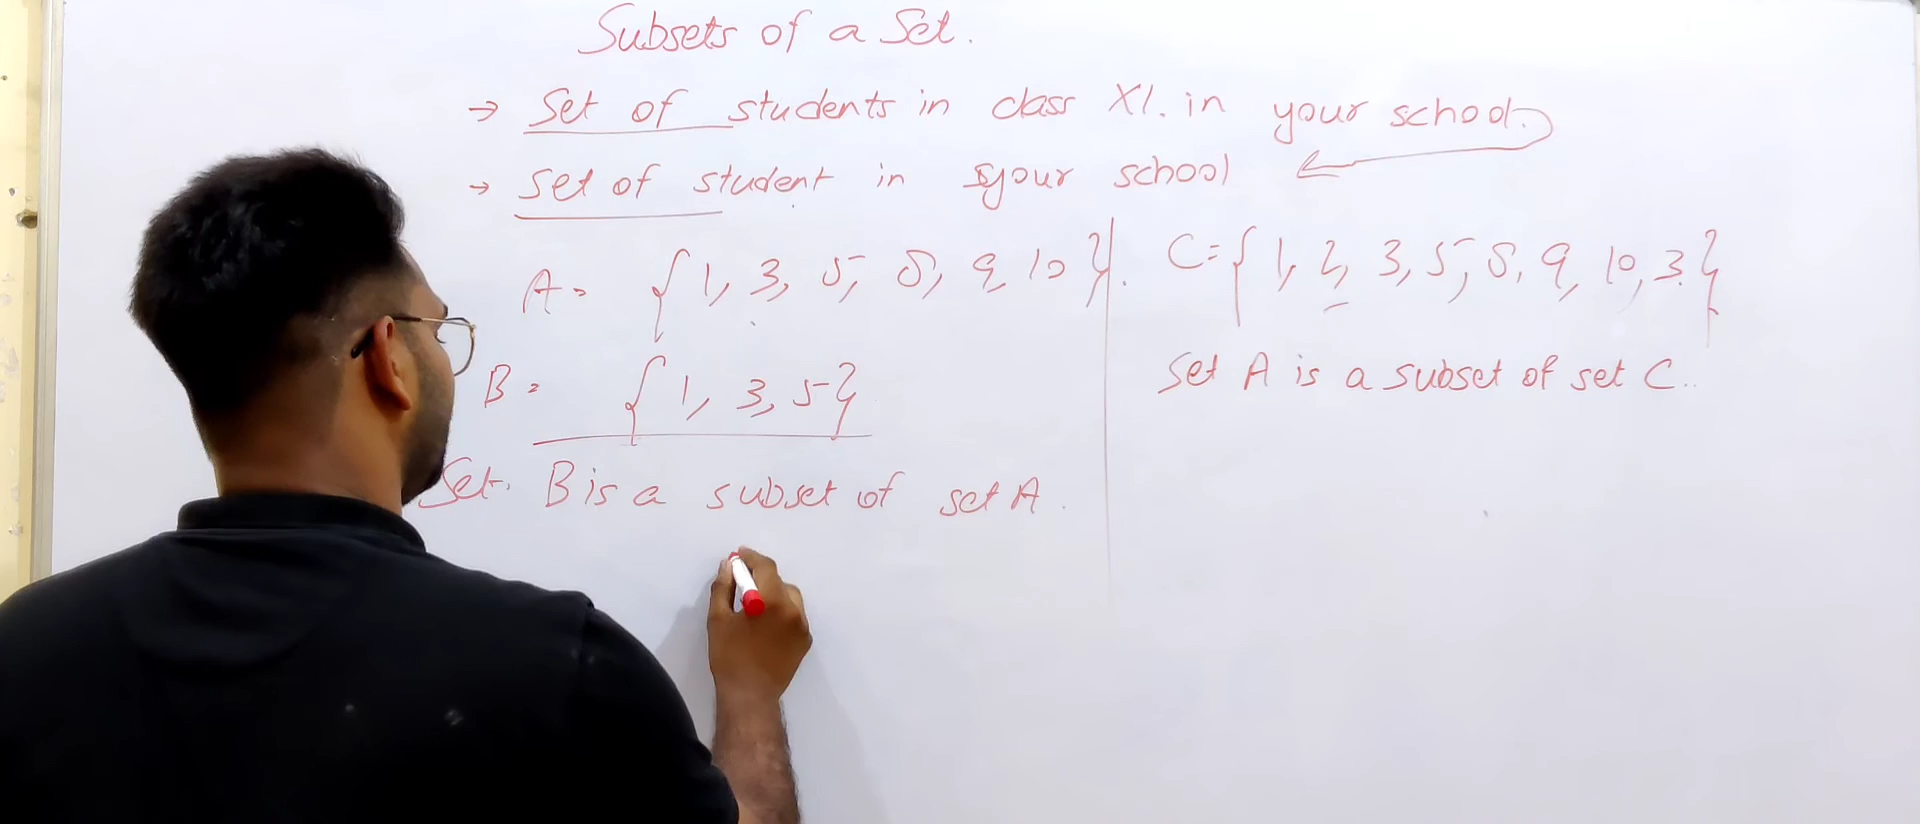 Subsets of a Set.
→ Set of students in class XI. in your school.
→ set of student in your school
A = {1, 3, 5, 8, 9, 10}.
B = {1, 3, 5}
Set. B is a subset of set A.
C = {1, 2, 3, 5, 8, 9, 10, 3}
Set A is a subset of set C..